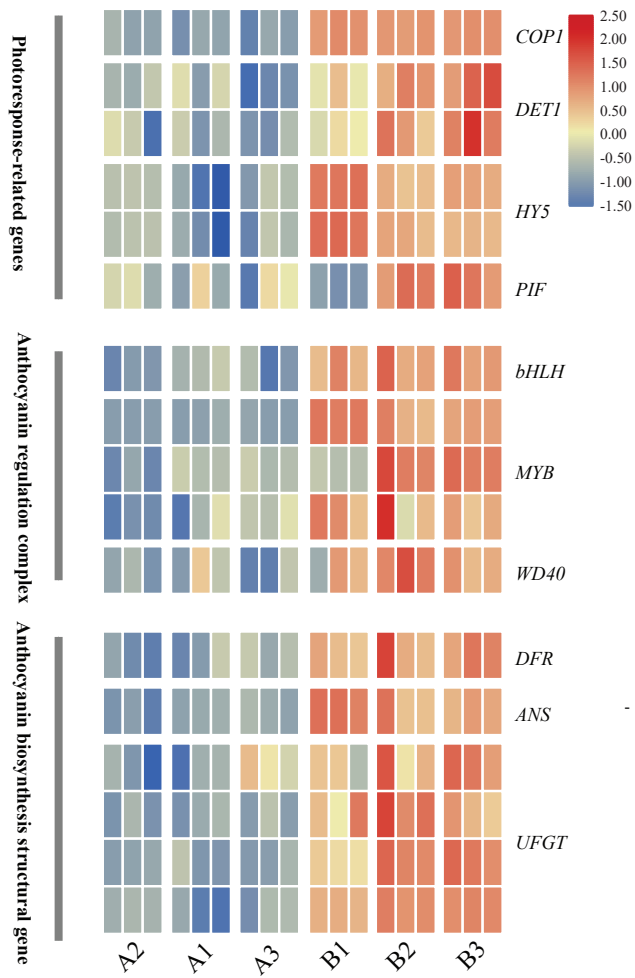 Photoresponse-related genes
COP1
DET1
HY5
PIF
2.50
2.00
1.50
1.00
0.50
0.00
-0.50
-1.00
-1.50
Anthocyanin regulation complex
bHLH
MYB
WD40
Anthocyanin biosynthesis structural gene
DFR
ANS
-
UFGT
A2 A1 A3 B1 B2 B3